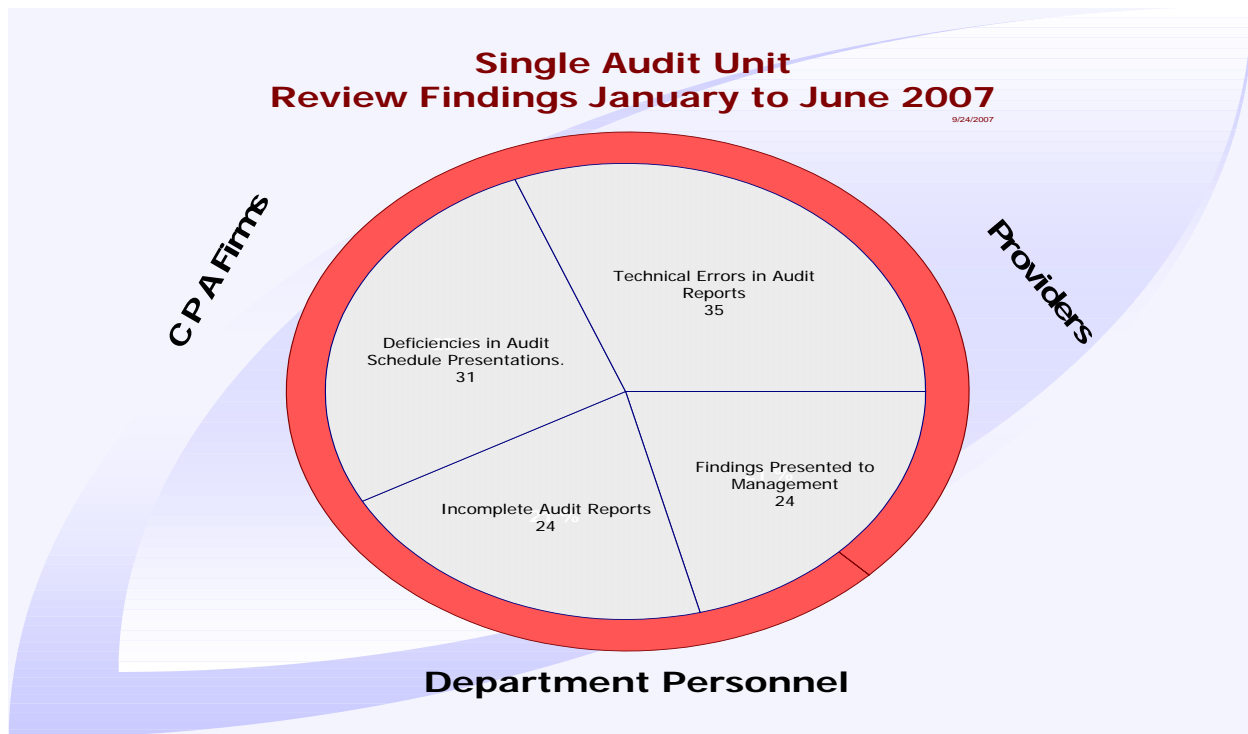 Single Audit Unit
Review Findings January to June 2007
9/24/2007
CPA Firms
Providers
Technical Errors in Audit
Reports
35
Deficiencies in Audit
Schedule Presentations.
31
Findings Presented to
Management
24
Incomplete Audit Reports
24
Department Personnel